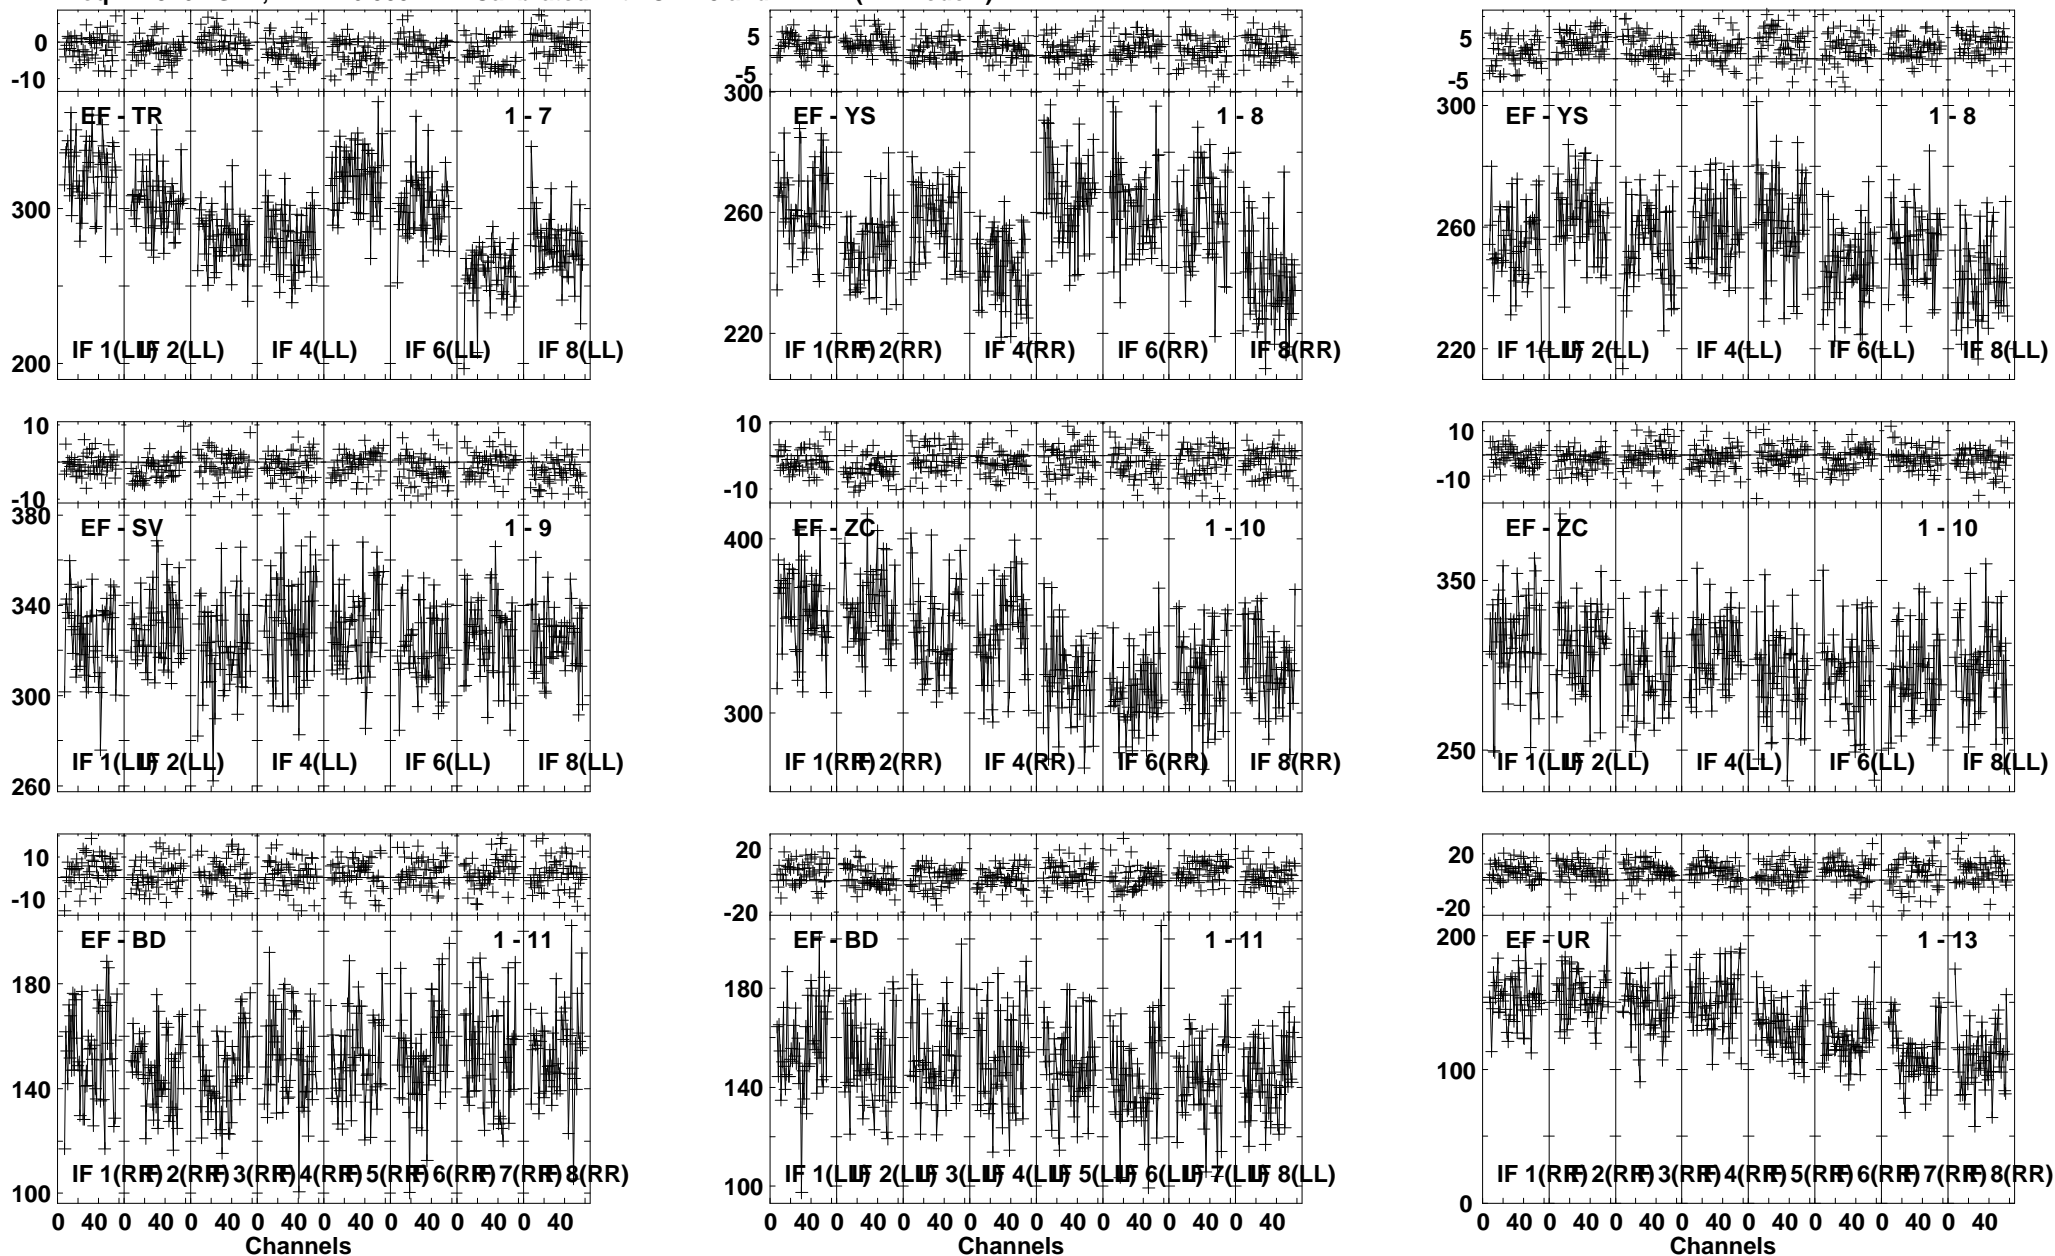 0
-10
EF - TR 1 - 7
300
200
IF 1(LL) IF 2(LL) IF 4(LL) IF 6(LL) IF 8(LL)
5
-5
300
EF - YS 1 - 8
260
220
IF 1(RR) IF 2(RR) IF 4(RR) IF 6(RR) IF 8(RR)
5
-5
300
EF - YS 1 - 8
260
220
IF 1(LL) IF 2(LL) IF 4(LL) IF 6(LL) IF 8(LL)
10
-10
380
EF - SV 1 - 9
340
300
260
IF 1(LL) IF 2(LL) IF 4(LL) IF 6(LL) IF 8(LL)
10
-10
EF - ZC 1 - 10
400
300
IF 1(RR) IF 2(RR) IF 4(RR) IF 6(RR) IF 8(RR)
10
-10
EF - ZC 1 - 10
350
250
IF 1(LL) IF 2(LL) IF 4(LL) IF 6(LL) IF 8(LL)
10
-10
EF - BD 1 - 11
180
140
100
IF 1(RR) IF 2(RR) IF 3(RR) IF 4(RR) IF 5(RR) IF 6(RR) IF 7(RR) IF 8(RR)
0 40 0 40 0 40 0 40 0 40 0 40 0 40 0 40
Channels
20
-20
EF - BD 1 - 11
180
140
100
IF 1(LL) IF 2(LL) IF 3(LL) IF 4(LL) IF 5(LL) IF 6(LL) IF 7(LL) IF 8(LL)
0 40 0 40 0 40 0 40 0 40 0 40 0 40 0 40
Channels
20
-20
EF - UR 1 - 13
200
100
0
IF 1(RR) IF 2(RR) IF 3(RR) IF 4(RR) IF 5(RR) IF 6(RR) IF 7(RR) IF 8(RR)
0 40 0 40 0 40 0 40 0 40 0 40 0 40 0 40
Channels